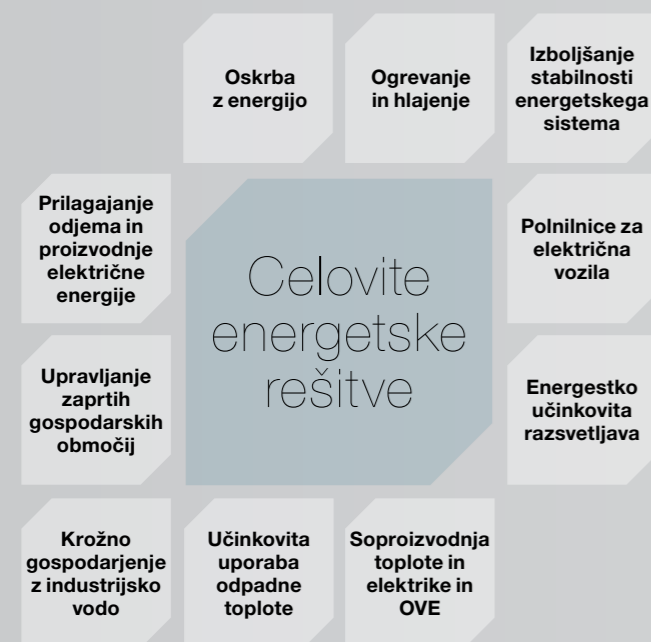 Oskrba
z energijo
Ogrevanje
in hlajenje
Izboljšanje
stabilnosti
energetskega
sistema
Prilagajanje
odjema in
proizvodnje
električne
energije
Celovite
energetske
rešitve
Polnilnice za
električna
vozila
Upravljanje
zaprtih
gospodarskih
območij
Energestko
učinkovita
razsvetljava
Krožno
gospodarjenje
z industrijsko
vodo
Učinkovita
uporaba
odpadne
toplote
Soproizvodnja
toplote in
elektrike in
OVE